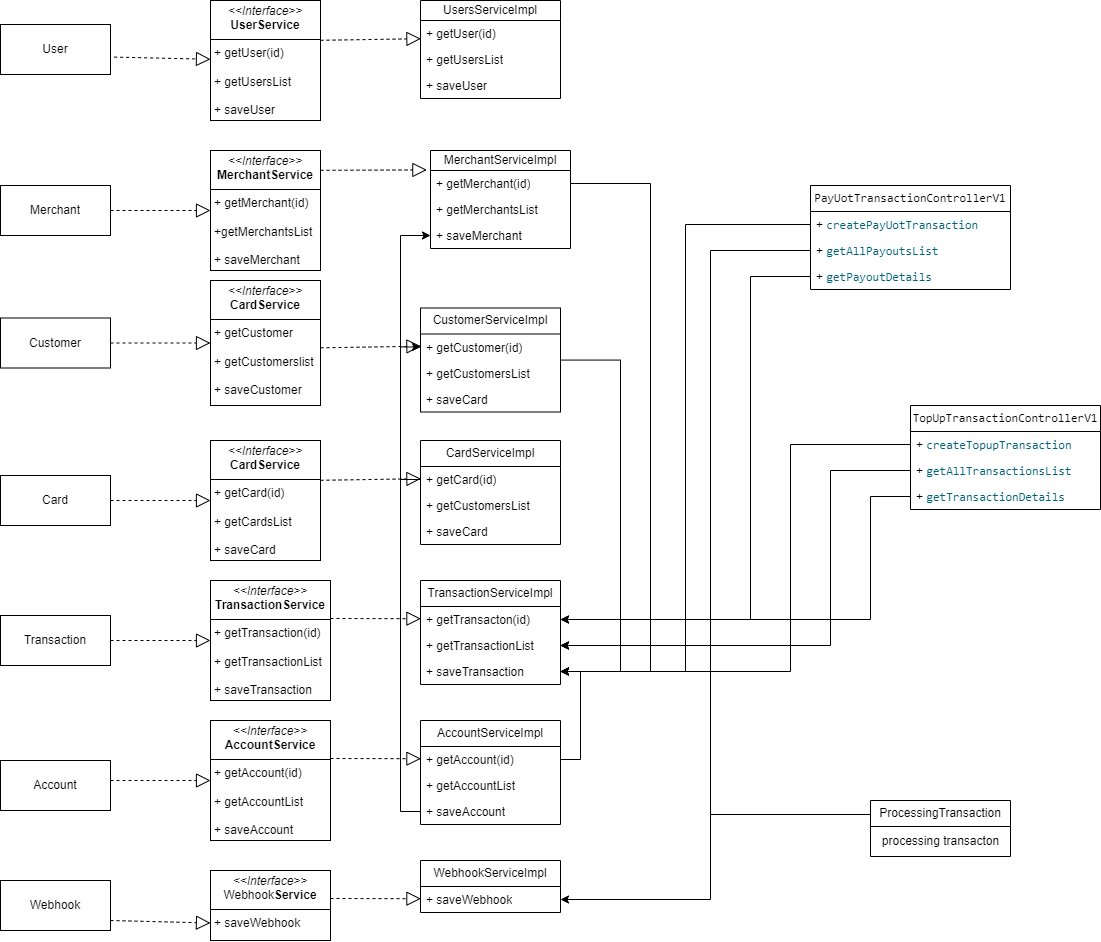 User
<<Interface>>
UserService
+ getUser(id)
+ getUsersList
+ saveUser
UsersServiceImpl
+ getUser(id)
+ getUsersList
+ saveUser
Merchant
<<Interface>>
MerchantService
+ getMerchant(id)
+getMerchantsList
+ saveMerchant
MerchantServiceImpl
+ getMerchant(id)
+ getMerchantsList
+ saveMerchant
PayUotTransactionControllerV1
+ createPayUotTransaction
+ getAllPayoutsList
+ getPayoutDetails
Customer
<<Interface>>
CardService
+ getCustomer
+ getCustomerslist
+ saveCustomer
CustomerServiceImpl
+ getCustomer(id)
+ getCustomersList
+ saveCard
TopUpTransactionControllerV1
+ createTopupTransaction
+ getAllTransactionsList
+ getTransactionDetails
Card
<<Interface>>
CardService
+ getCard(id)
+ getCardsList
+ saveCard
CardServiceImpl
+ getCard(id)
+ getCustomersList
+ saveCard
Transaction
<<Interface>>
TransactionService
+ getTransaction(id)
+ getTransactionList
+ saveTransaction
TransactionServiceImpl
+ getTransacton(id)
+ getTransactionList
+ saveTransaction
Account
<<Interface>>
AccountService
+ getAccount(id)
+ getAccountList
+ saveAccount
AccountServiceImpl
+ getAccount(id)
+ getAccountList
+ saveAccount
ProcessingTransaction
processing transacton
Webhook
<<Interface>>
WebhookService
+ saveWebhook
WebhookServiceImpl
+ saveWebhook